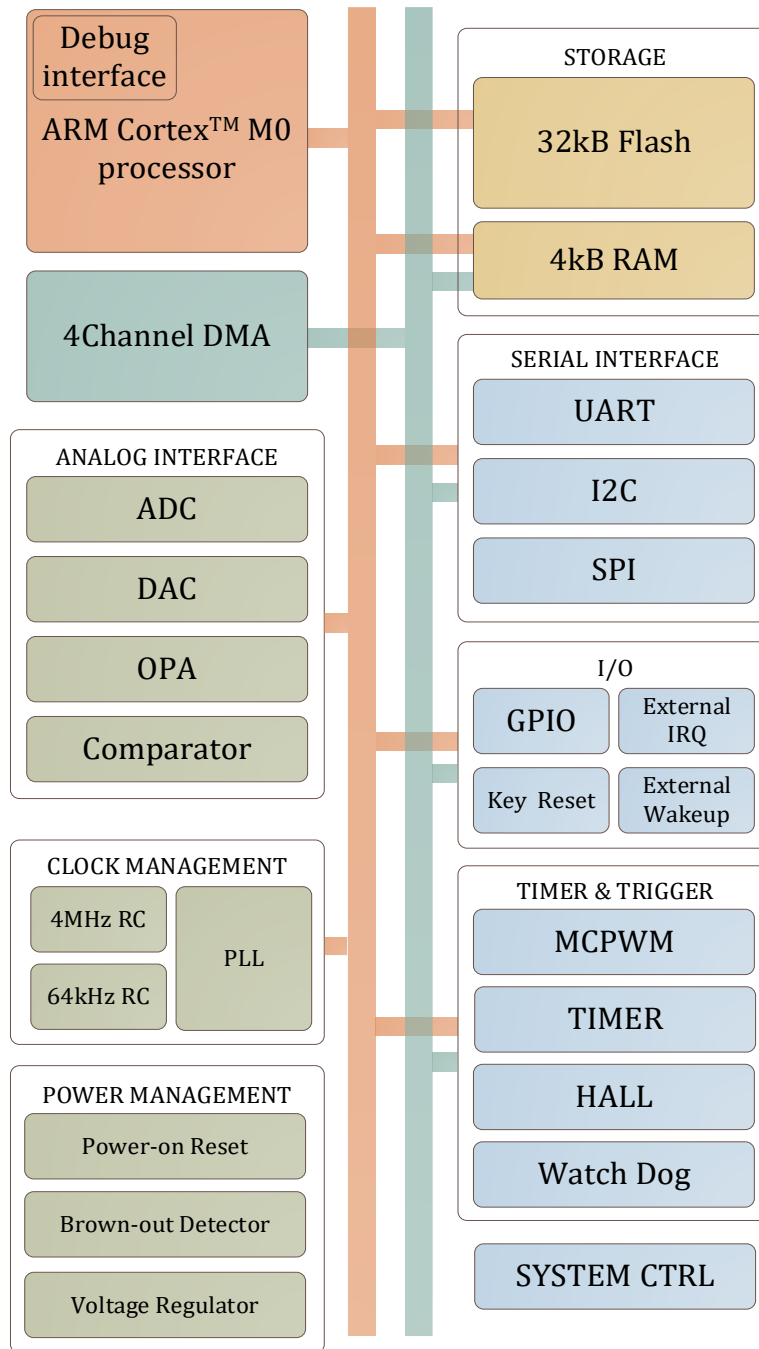 Debug
interface
ARM Cortex™ M0
processor
4Channel DMA
ANALOG INTERFACE
ADC
DAC
OPA
Comparator
CLOCK MANAGEMENT
4MHz RC
64kHz RC
PLL
POWER MANAGEMENT
Power-on Reset
Brown-out Detector
Voltage Regulator
STORAGE
32kB Flash
4kB RAM
SERIAL INTERFACE
UART
I2C
SPI
I/O
GPIO
External
IRQ
Key Reset
External
Wakeup
TIMER & TRIGGER
MCPWM
TIMER
HALL
Watch Dog
SYSTEM CTRL